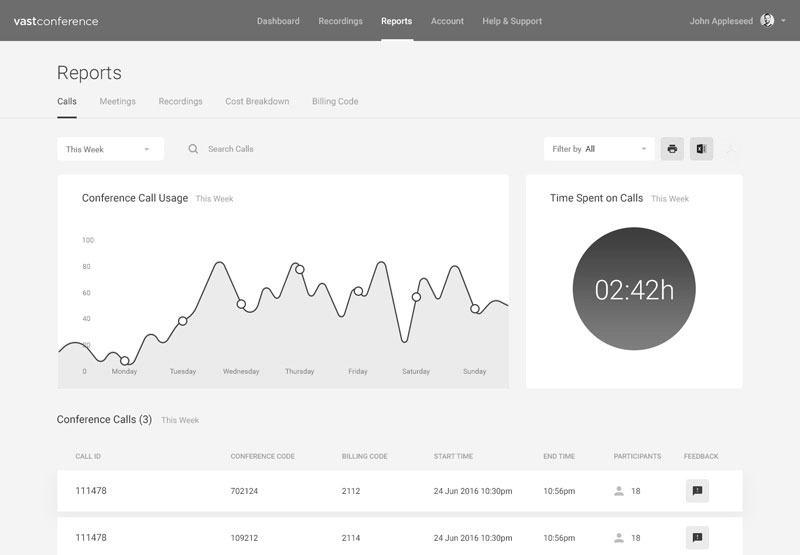 vastconference Dashboard Recordings Reports Account Help & Support John Appleseed
Reports
Calls Meetings Recordings Cost Breakdown Billing Code
This Week Search Calls Filter by All
Conference Call Usage This Week
100
80
60
40
20
0 Monday Tuesday Wednesday Thursday Friday Saturday Sunday
Time Spent on Calls This Week
02:42h
Conference Calls (3) This Week
CALL ID CONFERENCE CODE BILLING CODE START TIME END TIME PARTICIPANTS FEEDBACK
111478 702124 2112 24 Jun 2016 10:30pm 10:56pm 18
111478 109212 2114 24 Jun 2016 10:30pm 10:56pm 18